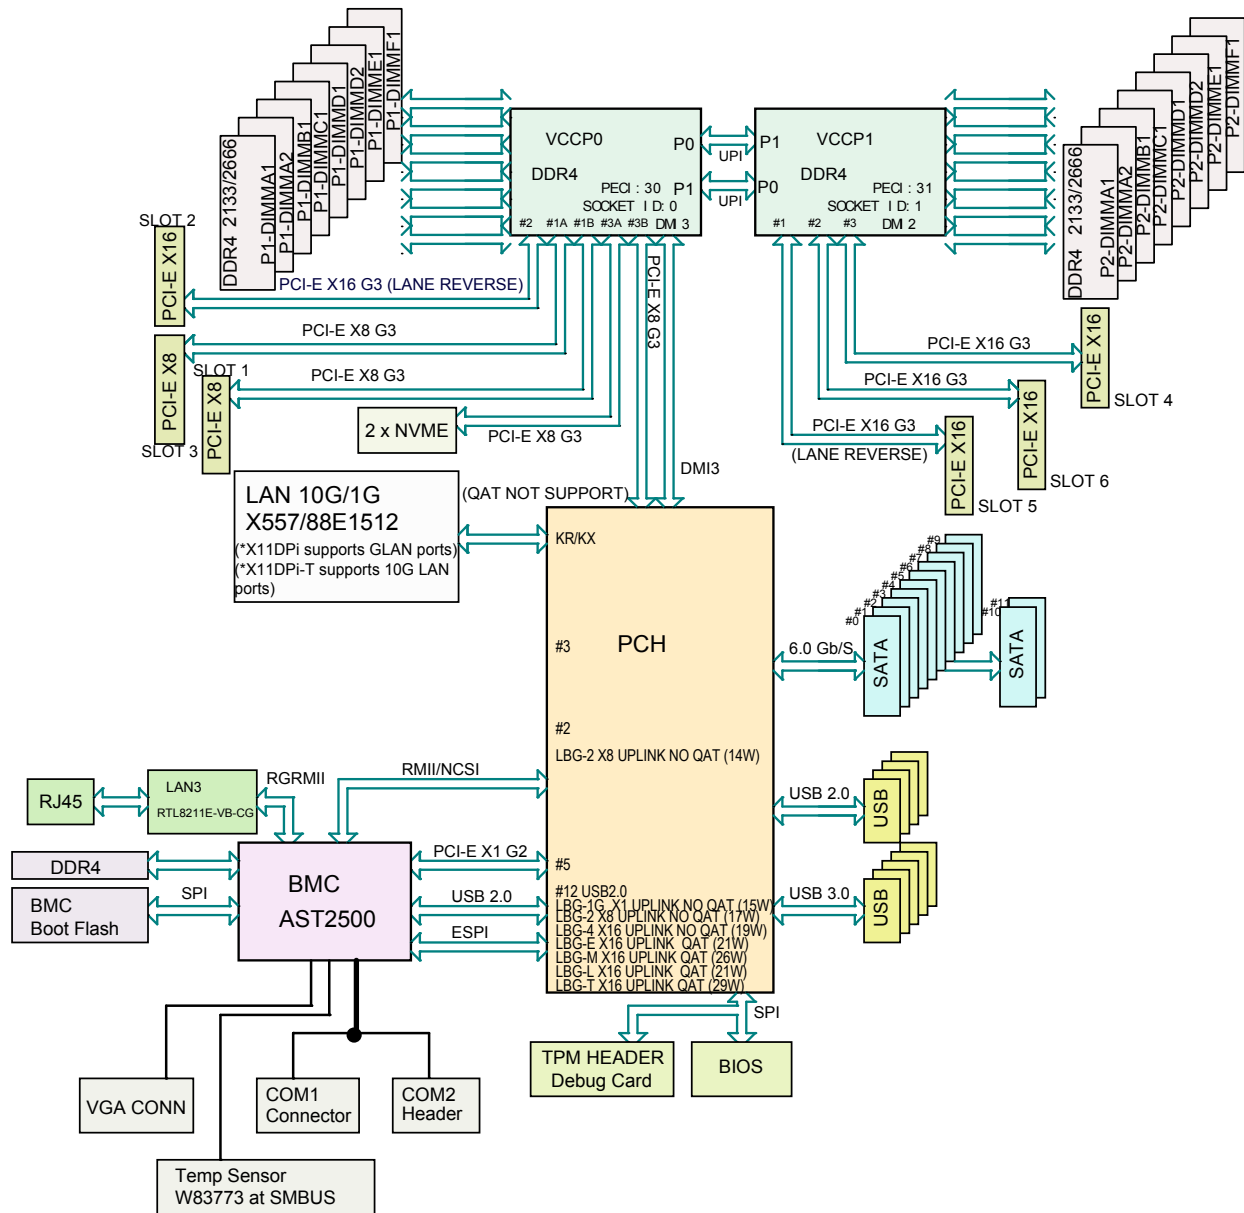 DDR4 2133/2666
P1-DIMMA1
P1-DIMMA2
P1-DIMMB1
P1-DIMMC1
P1-DIMMD1
P1-DIMMD2
P1-DIMME1
P1-DIMMF1
VCCP0
DDR4
P0
P1
PECI : 30
SOCKET ID: 0
#2
#1A
#1B
#3A
#3B
DMI 3
UPI
UPI
VCCP1
DDR4
P1
P0
PECI : 31
SOCKET ID: 1
#1
#2
#3
DMI 2
DDR4 2133/2666
P2-DIMMA1
P2-DIMMA2
P2-DIMMB1
P2-DIMMC1
P2-DIMMD1
P2-DIMMD2
P2-DIMME1
P2-DIMMF1
SLOT 2
PCI-E X16
PCI-E X16 G3 (LANE REVERSE)
PCI-E X8
PCI-E X8 G3
SLOT 1
SLOT 3
PCI-E X8
PCI-E X8 G3
2 x NVME
PCI-E X8 G3
PCI-E X8 G3
DMI3
PCI-E X16 G3
PCI-E X16
SLOT 4
PCI-E X16 G3
PCI-E X16
SLOT 6
PCI-E X16 G3
(LANE REVERSE)
PCI-E X16
SLOT 5
LAN 10G/1G
X557/88E1512
(*X11DPi supports GLAN ports)
(*X11DPi-T supports 10G LAN
ports)
(QAT NOT SUPPORT)
KR/KX
PCH
#3
#2
LBG-2 X8 UPLINK NO QAT (14W)
#5
#12 USB2.0
LBG-1G X1 UPLINK NO QAT (15W)
LBG-2 X8 UPLINK NO QAT (17W)
LBG-4 X16 UPLINK NO QAT (19W)
LBG-E X16 UPLINK QAT (21W)
LBG-M X16 UPLINK QAT (26W)
LBG-L X16 UPLINK QAT (21W)
LBG-T X16 UPLINK QAT (29W)
6.0 Gb/S
#0
#1
#2
#3
#4
#5
#6
#7
#8
#9
SATA
#10
#11
SATA
USB 2.0
USB
USB 3.0
USB
RJ45
LAN3
RTL8211E-VB-CG
RGRMII
RMII/NCSI
DDR4
SPI
BMC
Boot Flash
BMC
AST2500
PCI-E X1 G2
USB 2.0
ESPI
SPI
TPM HEADER
Debug Card
BIOS
VGA CONN
COM1
Connector
COM2
Header
Temp Sensor
W83773 at SMBUS